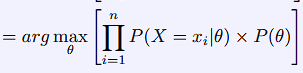 = arg max_θ [ ∏_{i=1}^{n} P(X = x_i|θ) × P(θ) ]